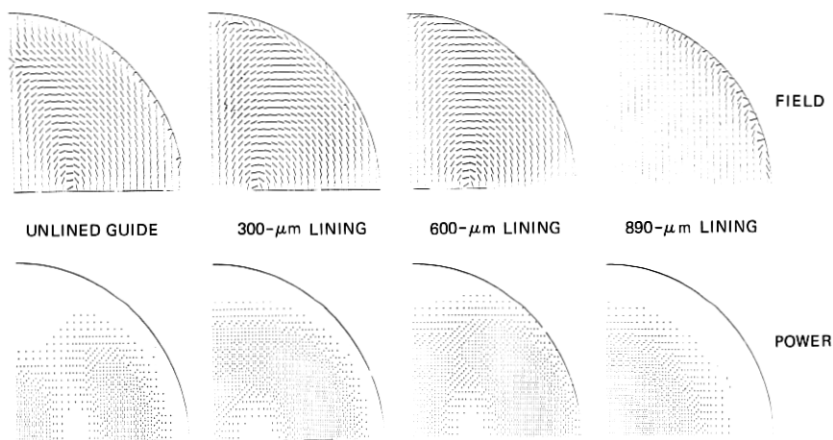 FIELD
UNLINED GUIDE
300-μm LINING
600-μm LINING
890-μm LINING
POWER